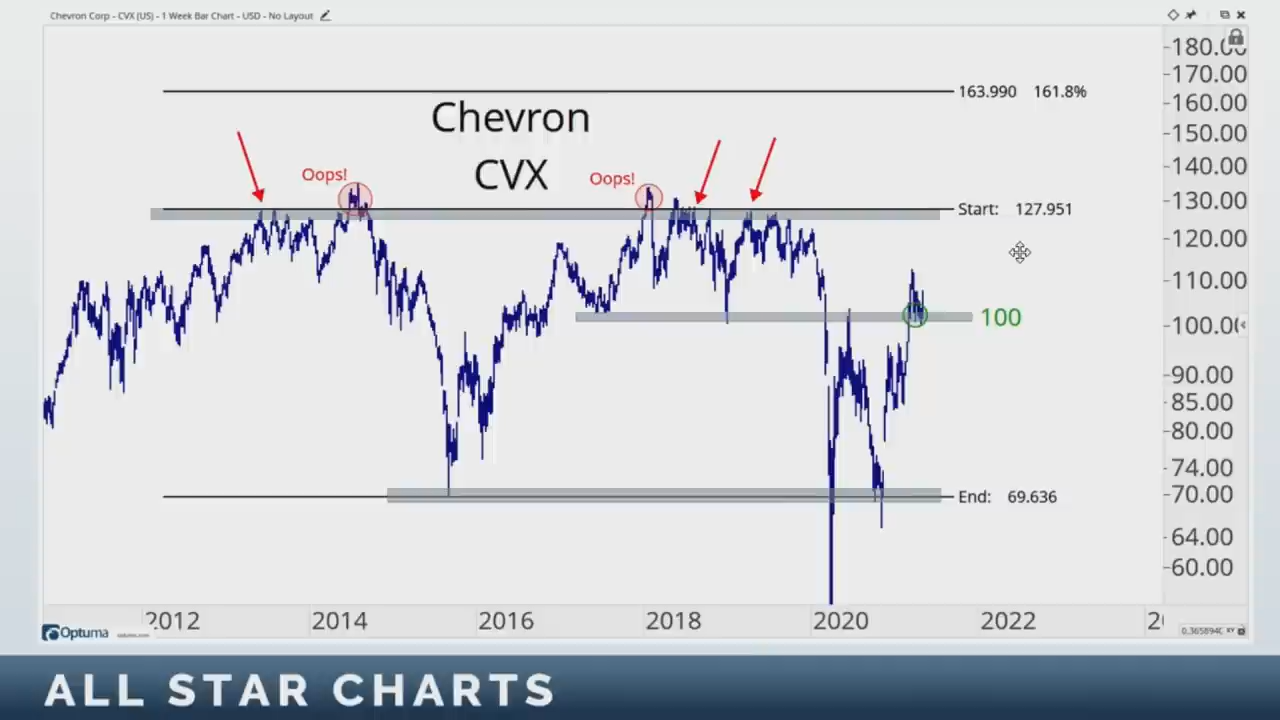 Chevron Corp - CVX (US) - 1 Week Bar Chart - USD - No Layout
180.00
170.00
163.990 161.8%
160.00
Chevron
150.00
140.00
Oops!
CVX
Oops!
130.00
Start: 127.951
120.00
110.00
100
100.00
90.00
85.00
80.00
74.00
70.00
End: 69.636
64.00
60.00
2012 2014 2016 2018 2020 2022
Optuma optuma.com
ALL STAR CHARTS